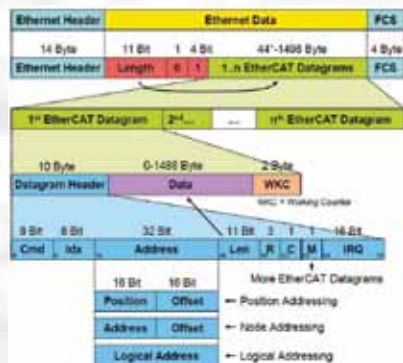 Ethernet Header Ethernet Data FCS
14 Byte 11 Bit 1 4 Bit 44*-1498 Byte 4 Byte
Ethernet Header Length 0 1 1..n EtherCAT Datagrams FCS
1st EtherCAT Datagram 2nd... .... nth EtherCAT Datagram
10 Byte 0-1486 Byte 2 Byte
Datagram Header Data WKC
WKC = Working Counter
8 Bit 8 Bit 32 Bit 11 Bit 3 1 1 16 Bit
Cmd Idx Address Len R C M IRQ
More EtherCAT Datagrams
16 Bit 16 Bit
Position Offset ← Position Addressing
Address Offset ← Node Addressing
Logical Address ← Logical Addressing